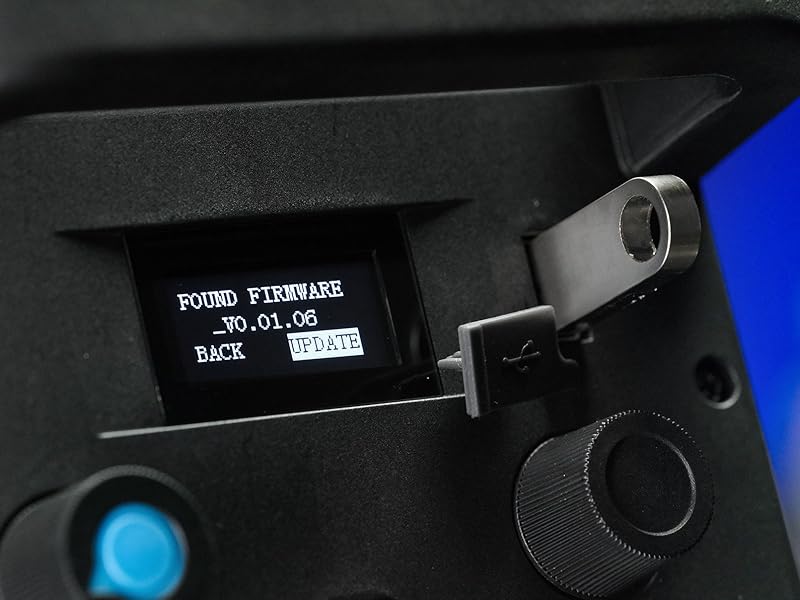 FOUND FIRMWARE
_V0.01.06
BACK UPDATE